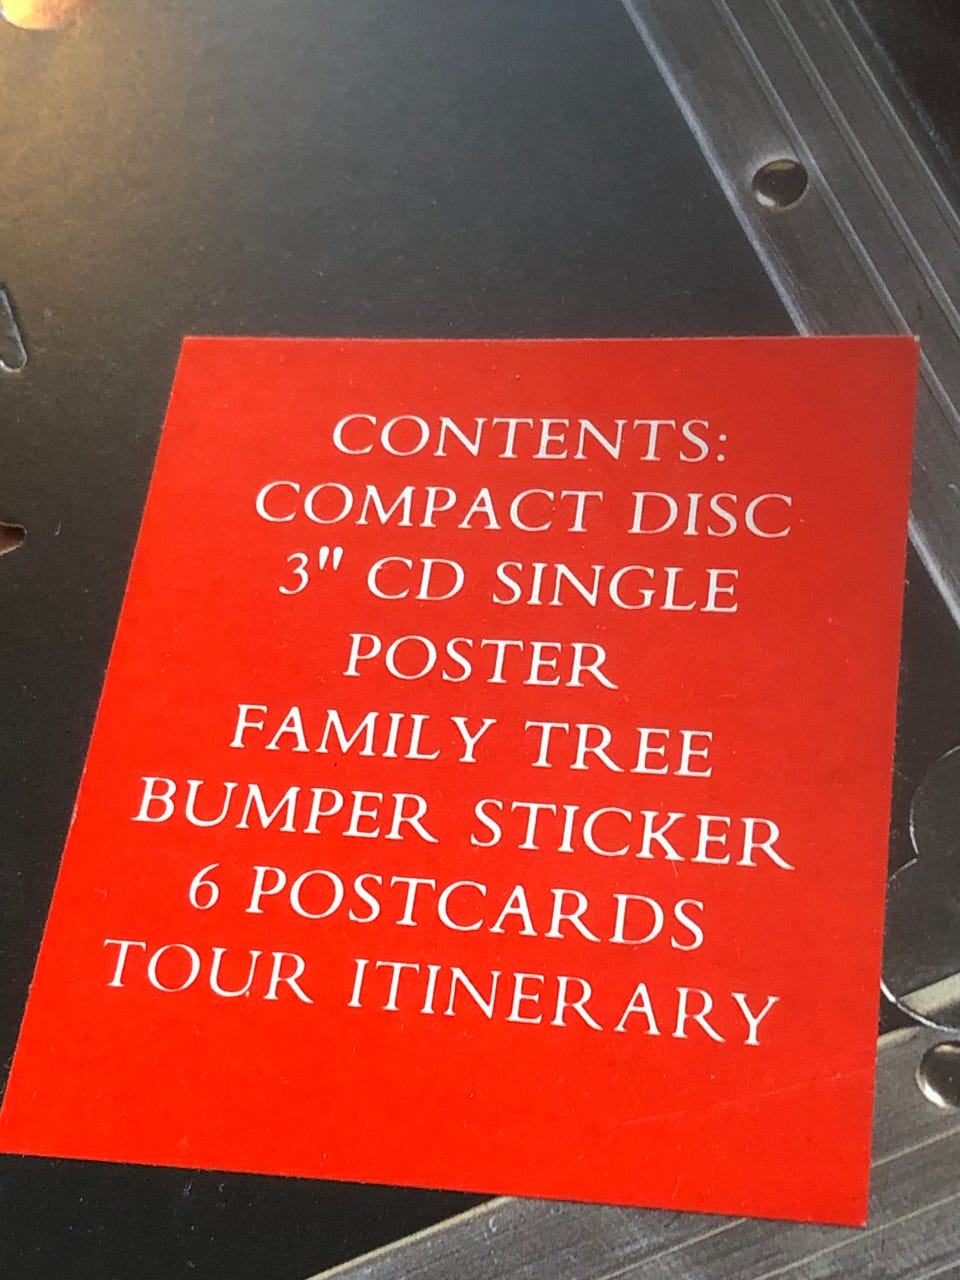 CONTENTS:
COMPACT DISC
3" CD SINGLE
POSTER
FAMILY TREE
BUMPER STICKER
6 POSTCARDS
TOUR ITINERARY